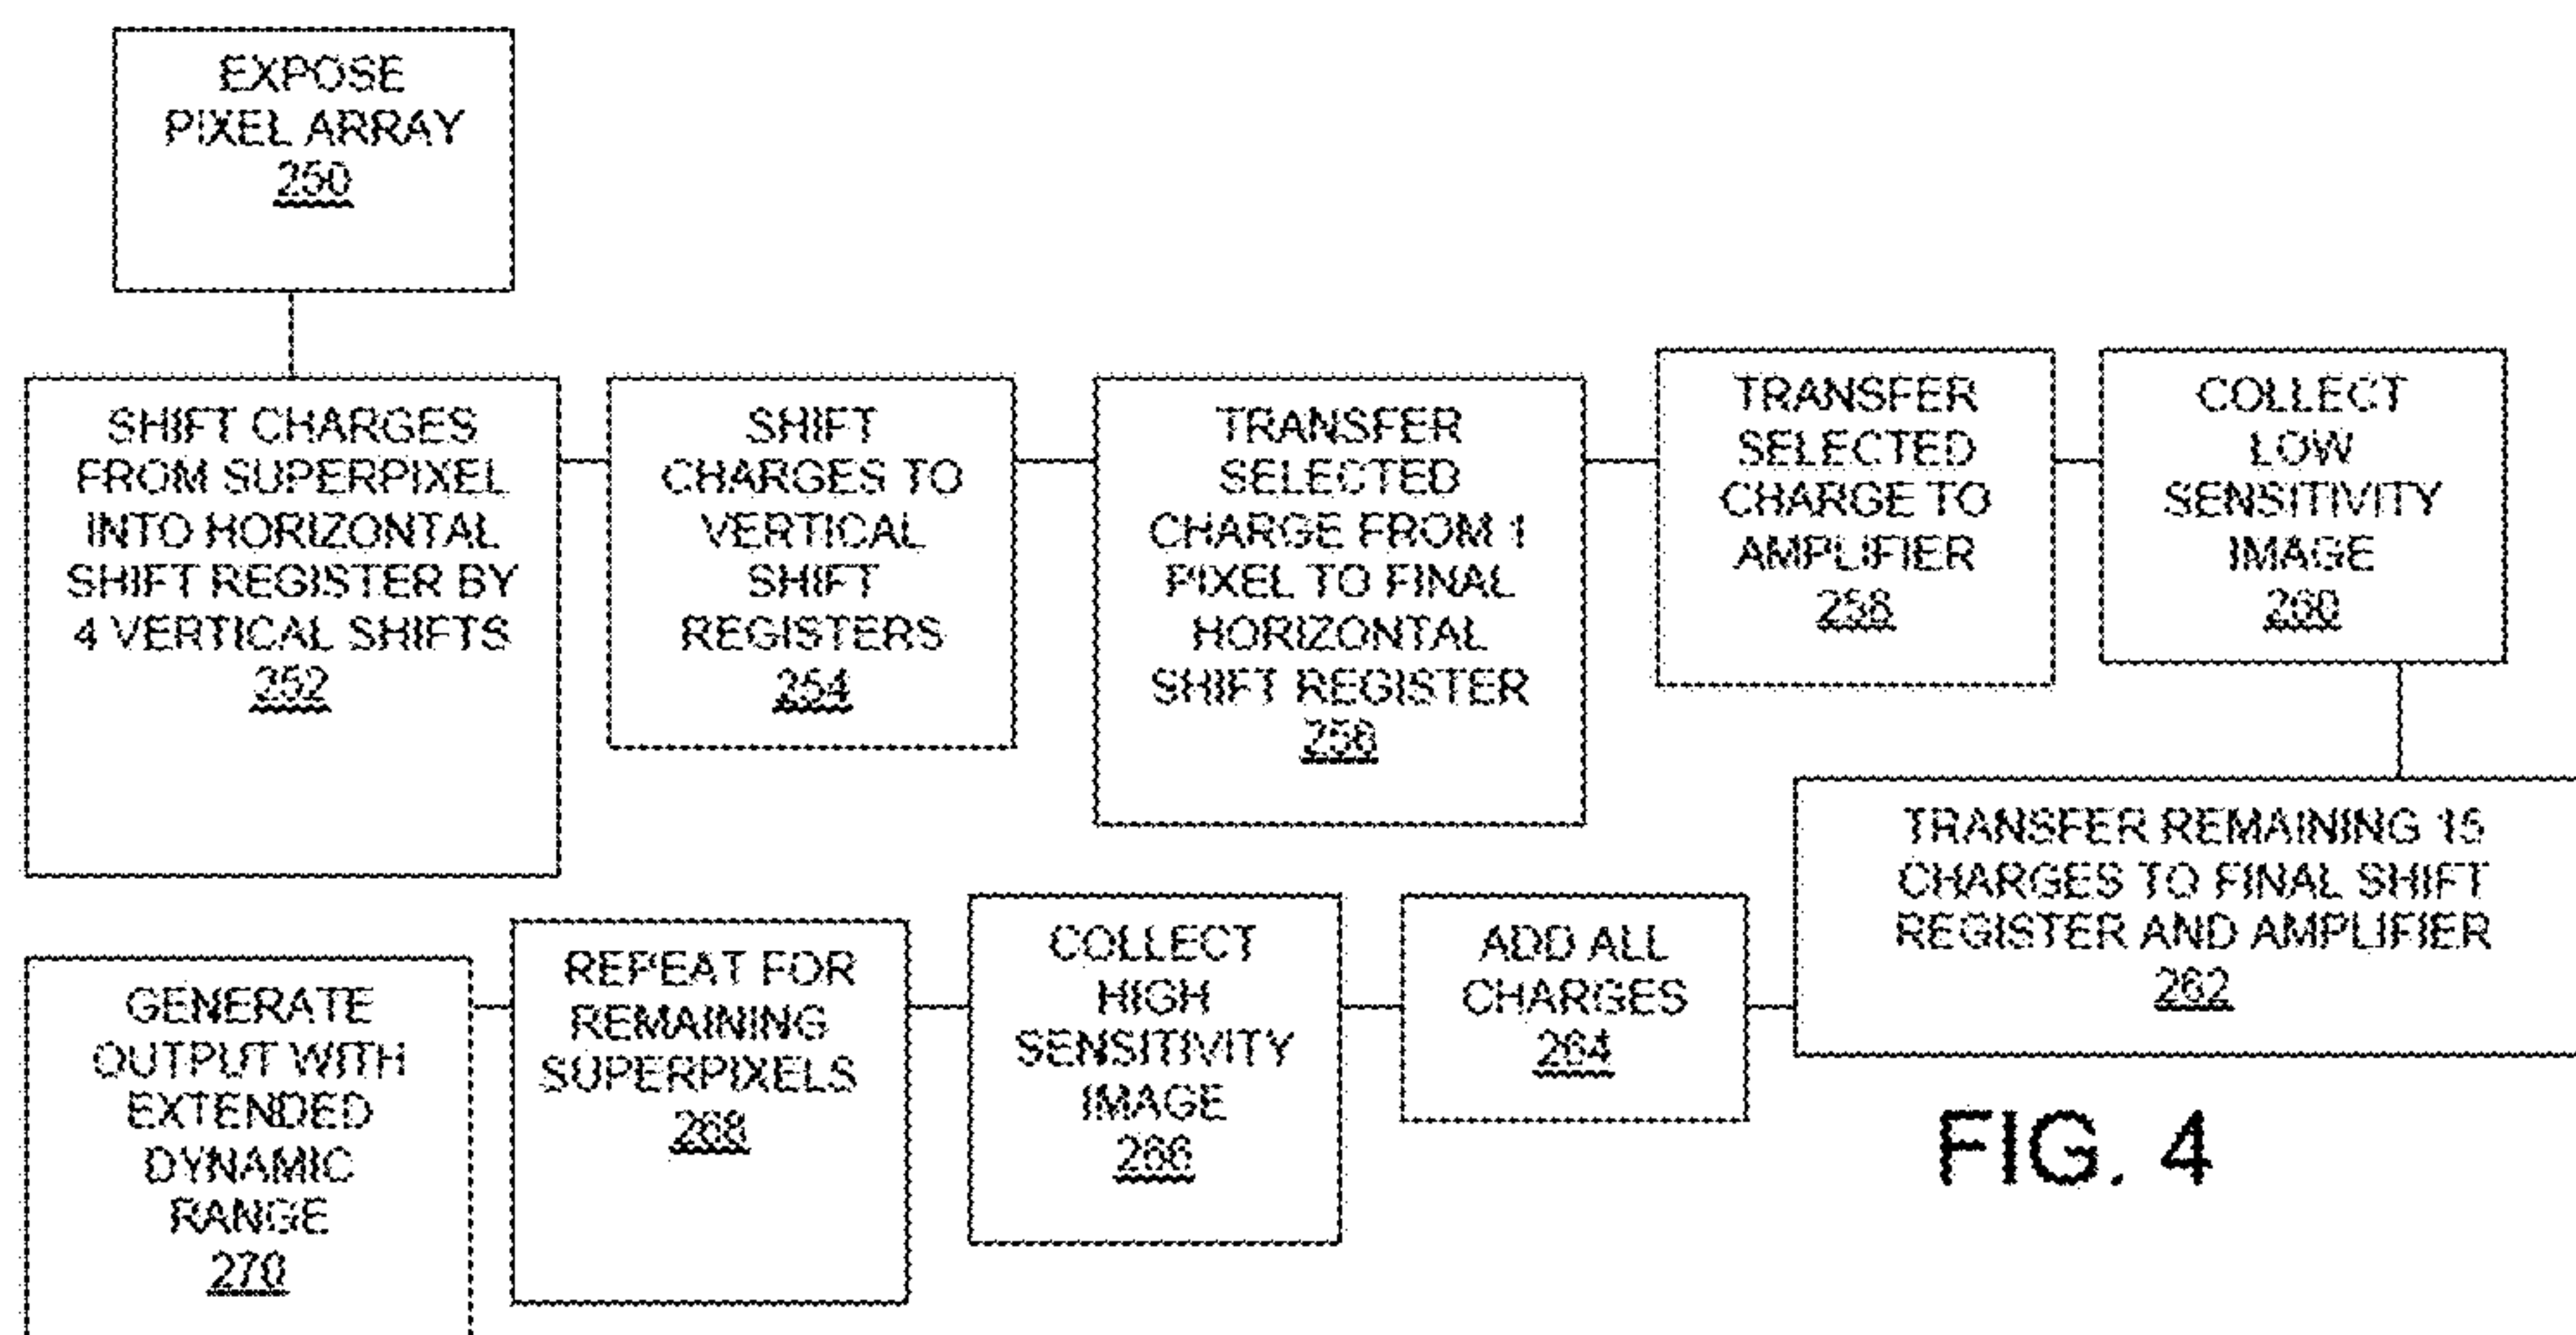 EXPOSE
PIXEL ARRAY
250
SHIFT CHARGES
FROM SUPERPIXEL
INTO HORIZONTAL
SHIFT REGISTER BY
4 VERTICAL SHIFTS
252
SHIFT
CHARGES TO
VERTICAL
SHIFT
REGISTERS
254
TRANSFER
SELECTED
CHARGE FROM 1
PIXEL TO FINAL
HORIZONTAL
SHIFT REGISTER
256
TRANSFER
SELECTED
CHARGE TO
AMPLIFIER
258
COLLECT
LOW
SENSITIVITY
IMAGE
260
TRANSFER REMAINING 15
CHARGES TO FINAL SHIFT
REGISTER AND AMPLIFIER
262
ADD ALL
CHARGES
264
COLLECT
HIGH
SENSITIVITY
IMAGE
266
REPEAT FOR
REMAINING
SUPERPIXELS
268
GENERATE
OUTPUT WITH
EXTENDED
DYNAMIC
RANGE
270
FIG. 4